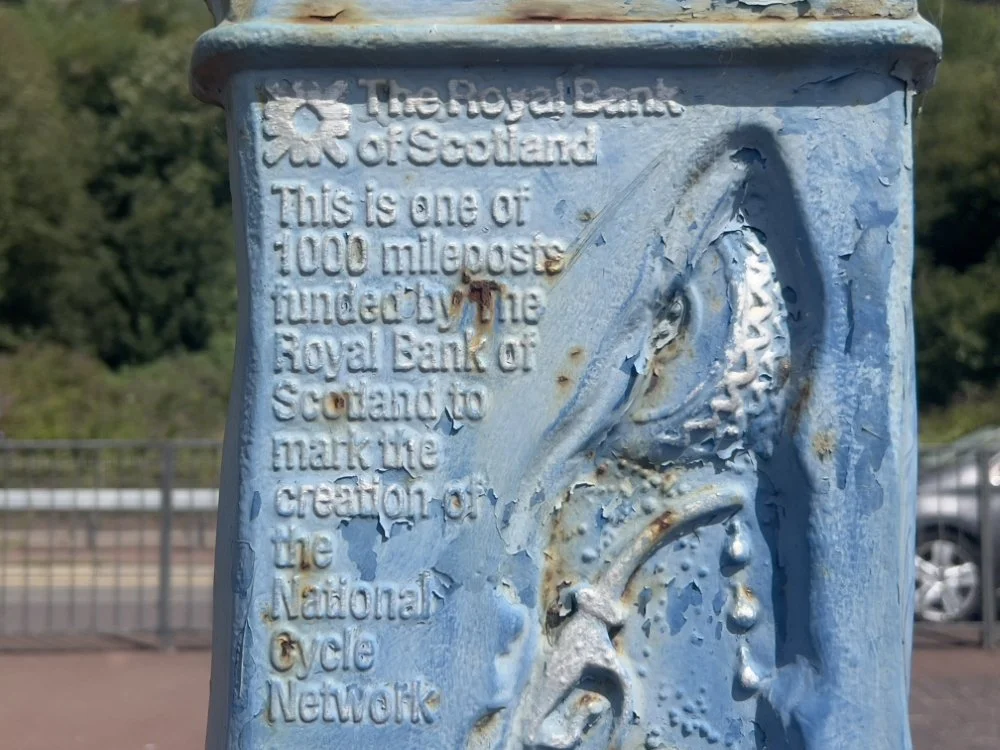 The Royal Bank
of Scotland
This is one of
1000 mileposts
funded by The
Royal Bank of
Scotland to
mark the
creation of
the
National
Cycle
Network